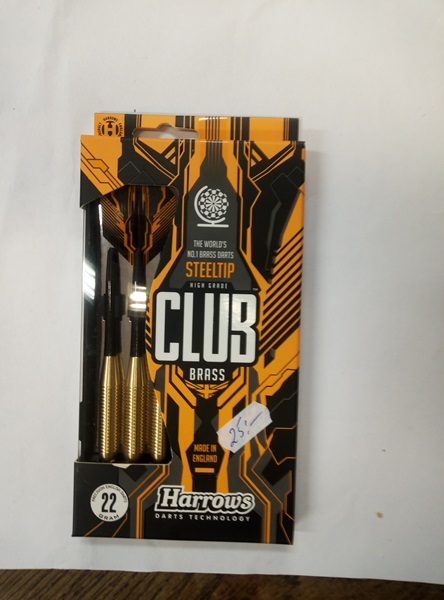 THE WORLD'S
NO.1 BRASS DARTS
STEELTIP
HIGH GRADE
CLUB
™
BRASS
25:-
MADE IN
ENGLAND
22
GRAM
Harrows
DARTS TECHNOLOGY